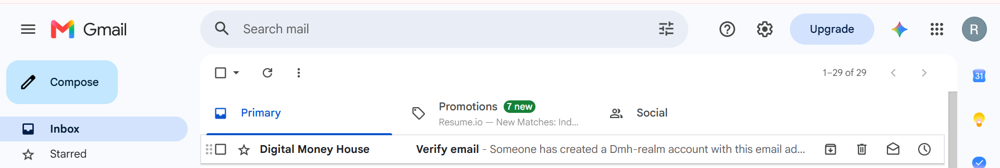 Gmail
Search mail
Upgrade
R
Compose
1–29 of 29
31
Primary
Promotions 7 new
Resume.io — New Matches: Ind...
Social
Inbox
Digital Money House Verify email - Someone has created a Dmh-realm account with this email ad...
Starred